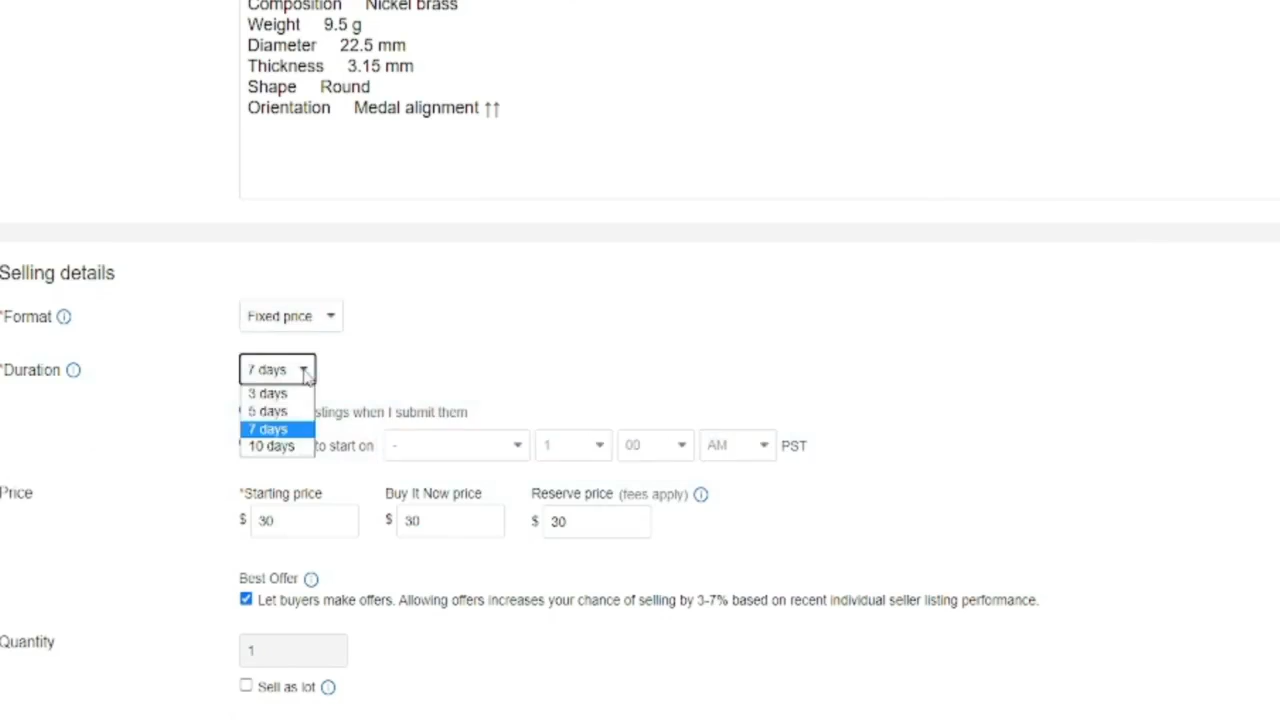 Composition Nickel brass
Weight 9.5 g
Diameter 22.5 mm
Thickness 3.15 mm
Shape Round
Orientation Medal alignment ↑↑
Selling details
*Format
Fixed price
*Duration
7 days
3 days
5 days
7 days
10 days
stings when I submit them
to start on - 1 00 AM PST
Price
*Starting price Buy It Now price Reserve price (fees apply)
$ 30 $ 30 $ 30
Best Offer
Let buyers make offers. Allowing offers increases your chance of selling by 3-7% based on recent individual seller listing performance.
Quantity
1
Sell as lot